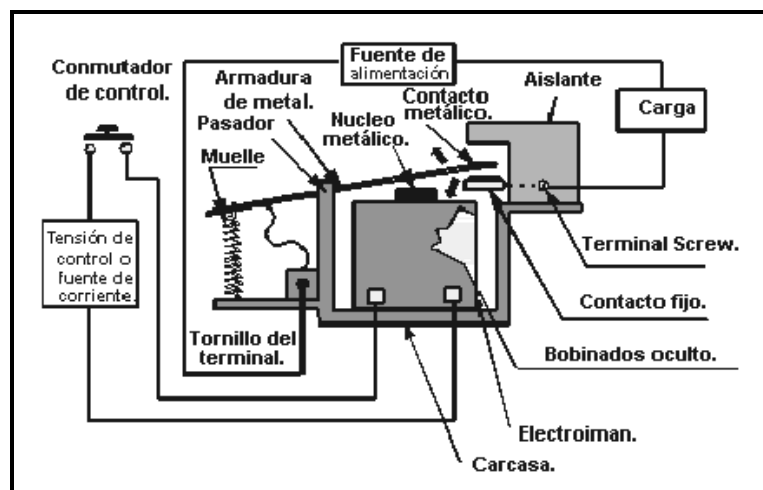 Fuente de
alimentación
Conmutador
de control.
Armadura
de metal.
Contacto
metálico.
Aislante
Carga
Pasador
Nucleo
metálico.
Muelle
Tensión de
control o
fuente de
corriente.
Terminal Screw.
Contacto fijo.
Tornillo del
terminal.
Bobinados oculto.
Electroiman.
Carcasa.